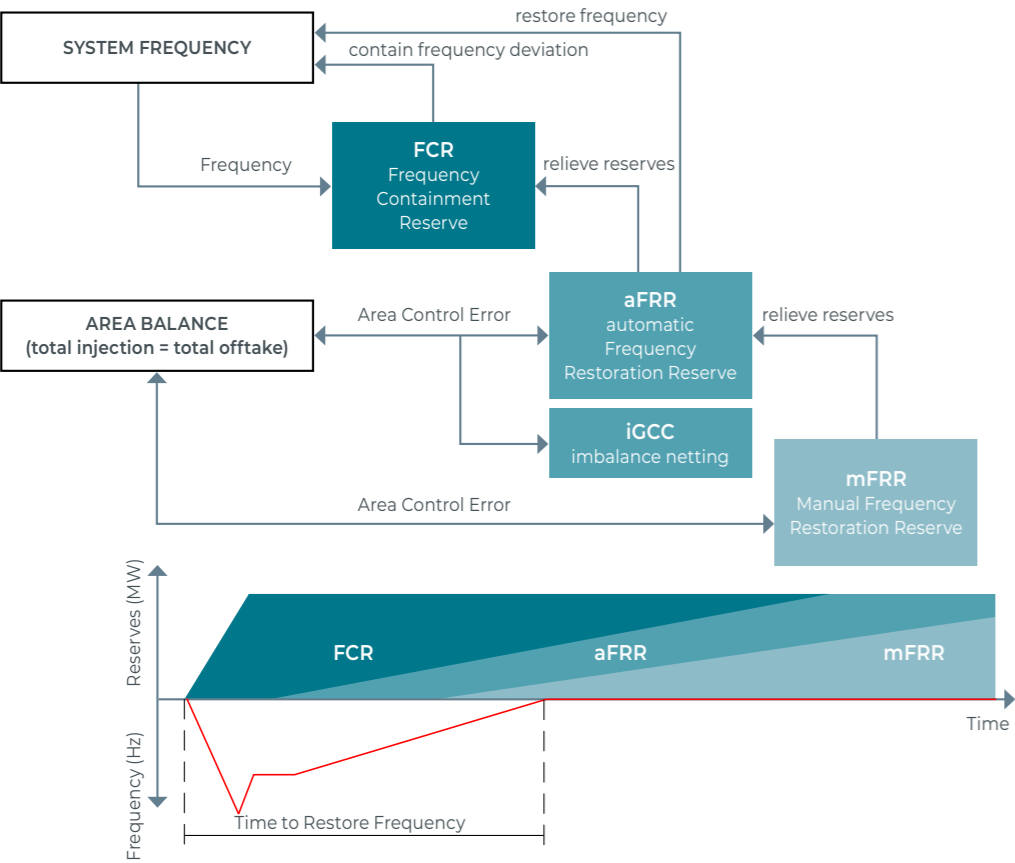 restore frequency
SYSTEM FREQUENCY
contain frequency deviation
FCR
Frequency
Containment
Reserve
Frequency
relieve reserves
aFRR
automatic
Frequency
Restoration Reserve
Area Control Error
relieve reserves
AREA BALANCE
(total injection = total offtake)
iGCC
imbalance netting
mFRR
Manual Frequency
Restoration Reserve
Area Control Error
Reserves (MW)
FCR
aFRR
mFRR
Time
Frequency (Hz)
Time to Restore Frequency